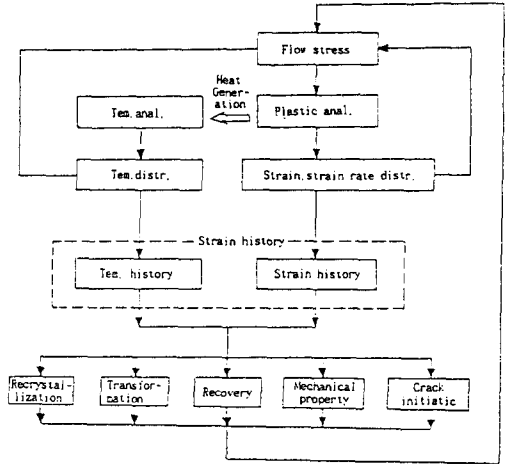 Flow stress
Heat
Gener-
ation
Tem.anal.
Plastic anal.
Tem.distr.
Strain.strain rate distr.
Strain history
Tem. history
Strain history
Recrystal-
lization
Transfor-
mation
Recovery
Mechanical
property
Crack
initiatic